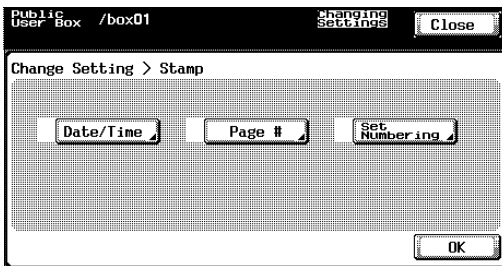 Public
User Box /box01
Changing
Settings
Close
Change Setting > Stamp
Date/Time
Page #
Set
Numbering
OK